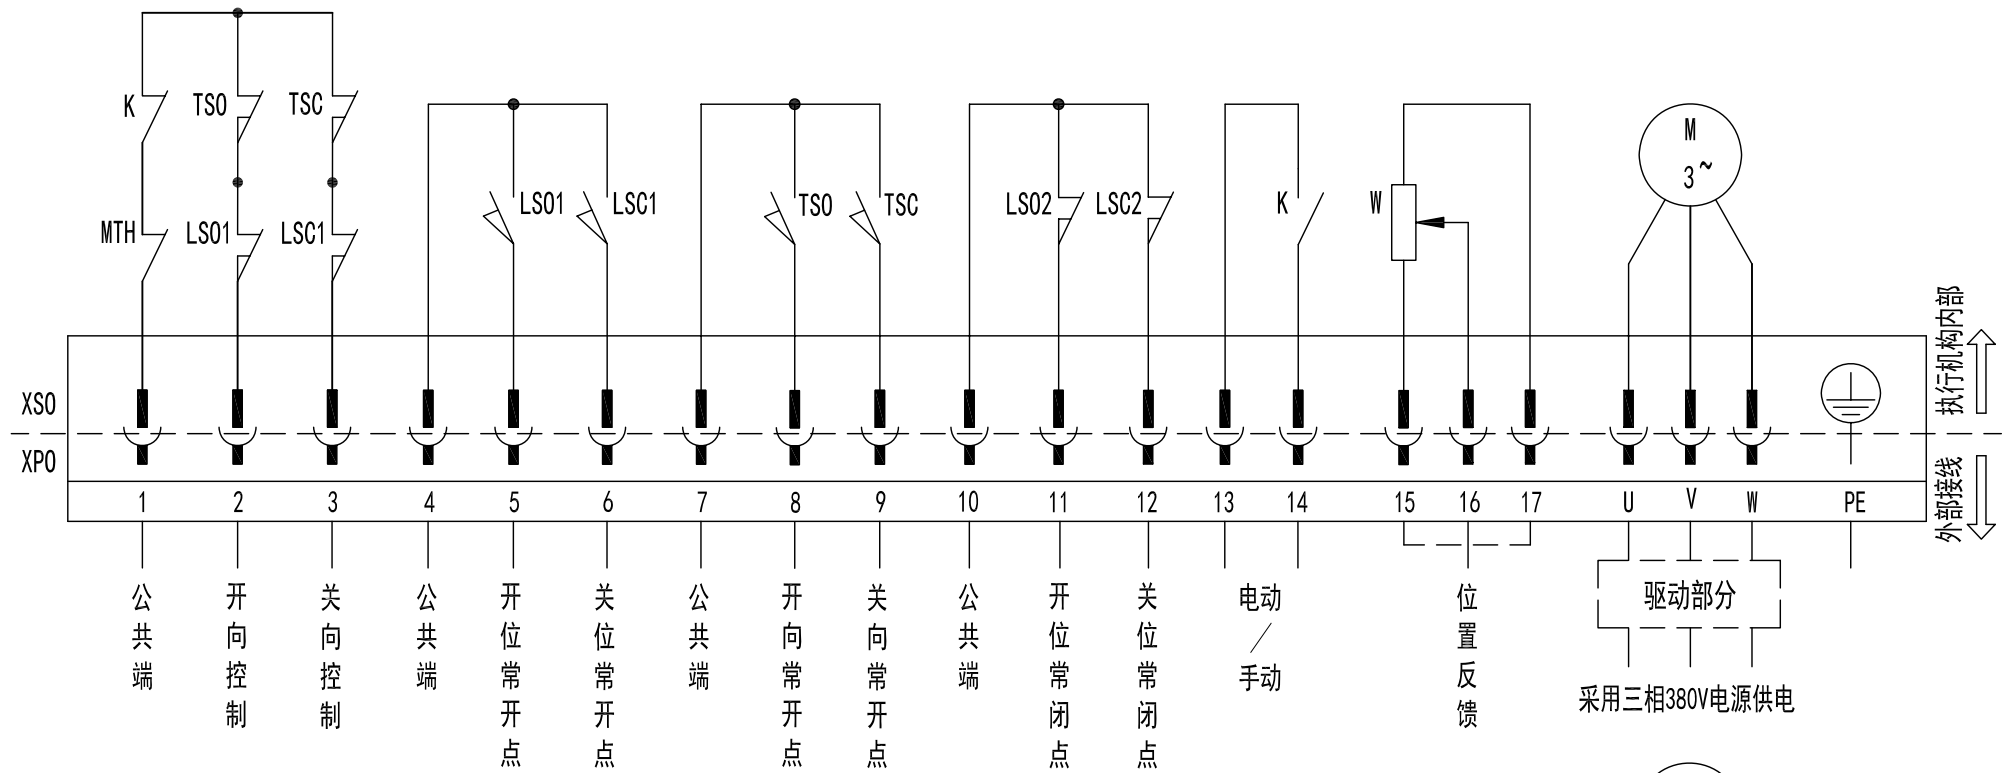 K
TSO
TSC
MTH
LSO1
LSC1
LSO1
LSC1
TSO
TSC
LSO2
LSC2
K
W
M
3~
执行机构内部
外部接线
XS0
XP0
1
2
3
4
5
6
7
8
9
10
11
12
13
14
15
16
17
U
V
W
PE
公共端
开向控制
关向控制
公共端
开位常开点
关位常开点
公共端
开向常开点
关向常开点
公共端
开位常闭点
关位常闭点
电动
/
手动
位置反馈
驱动部分
采用三相380V电源供电